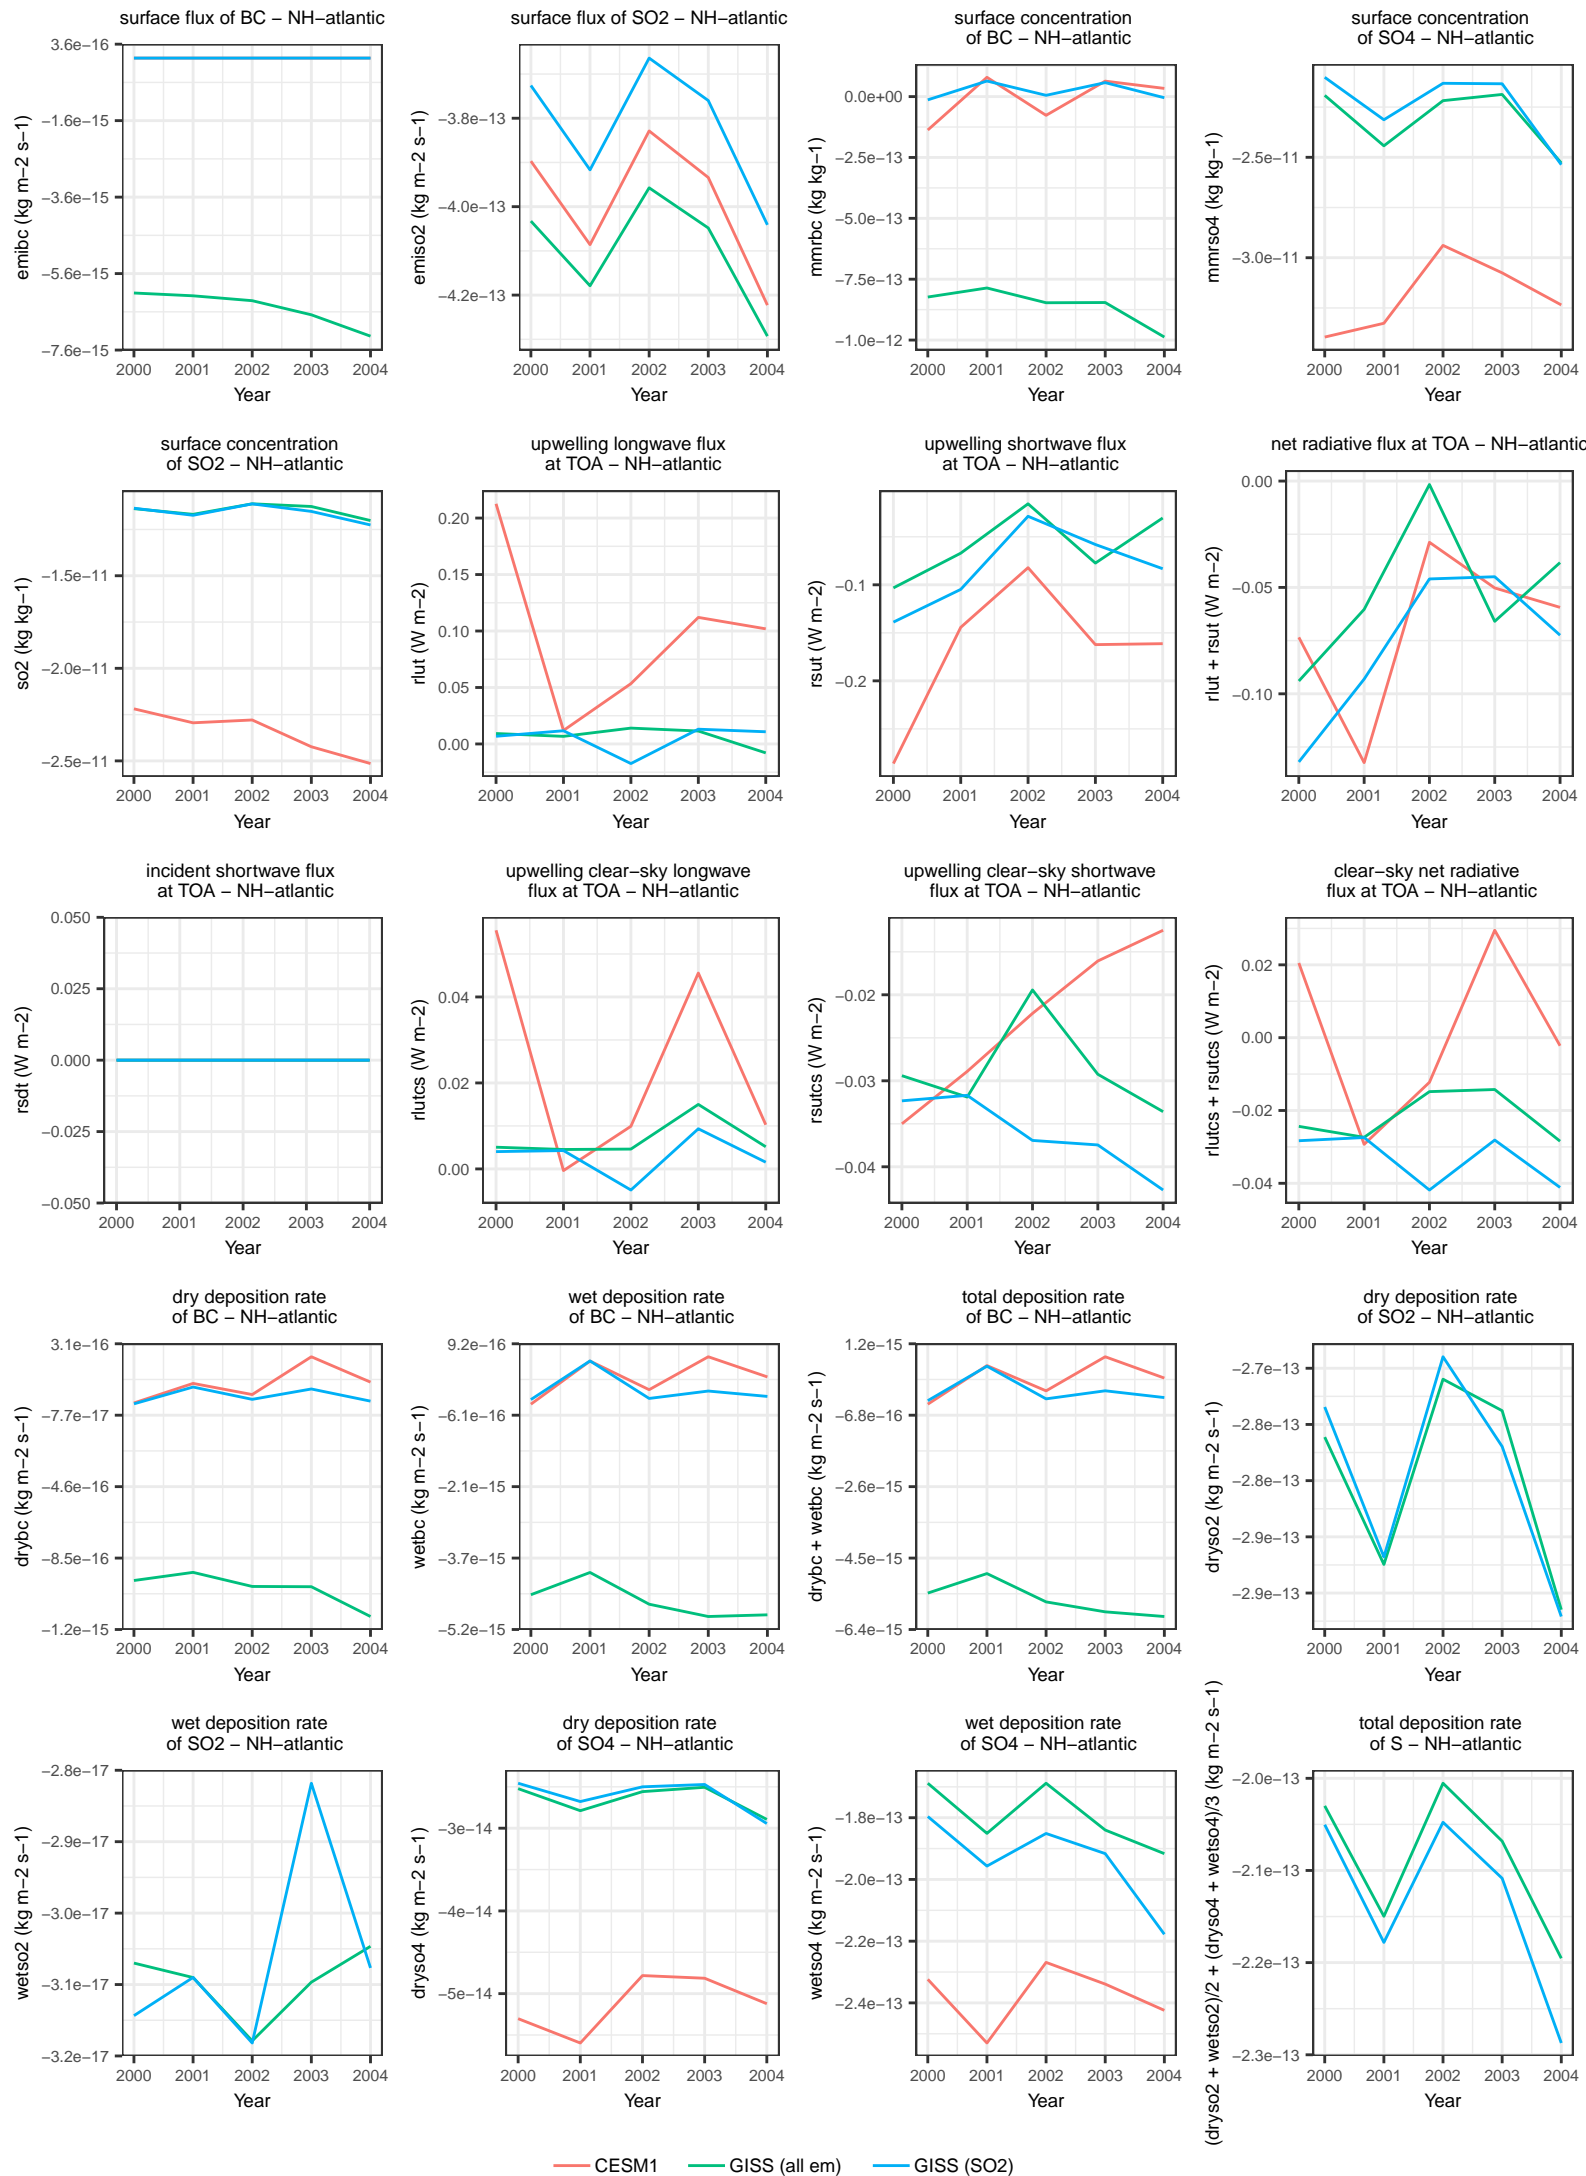 surface flux of BC − NH−atlantic
3.6e−16
−1.6e−15
−3.6e−15
−5.6e−15
−7.6e−15
emibc (kg m−2 s−1)
2000 2001 2002 2003 2004
Year
surface flux of SO2 − NH−atlantic
−3.8e−13
−4.0e−13
−4.2e−13
emiso2 (kg m−2 s−1)
2000 2001 2002 2003 2004
Year
surface concentration
of BC − NH−atlantic
0.0e+00
−2.5e−13
−5.0e−13
−7.5e−13
−1.0e−12
mmrbc (kg kg−1)
2000 2001 2002 2003 2004
Year
surface concentration
of SO4 − NH−atlantic
−2.5e−11
−3.0e−11
mmrso4 (kg kg−1)
2000 2001 2002 2003 2004
Year
surface concentration
of SO2 − NH−atlantic
−1.5e−11
−2.0e−11
−2.5e−11
so2 (kg kg−1)
2000 2001 2002 2003 2004
Year
upwelling longwave flux
at TOA − NH−atlantic
0.20
0.15
0.10
0.05
0.00
rlut (W m−2)
2000 2001 2002 2003 2004
Year
upwelling shortwave flux
at TOA − NH−atlantic
−0.1
−0.2
rsut (W m−2)
2000 2001 2002 2003 2004
Year
net radiative flux at TOA − NH−atlantic
0.00
−0.05
−0.10
rlut + rsut (W m−2)
2000 2001 2002 2003 2004
Year
incident shortwave flux
at TOA − NH−atlantic
0.050
0.025
0.000
−0.025
−0.050
rsdt (W m−2)
2000 2001 2002 2003 2004
Year
upwelling clear−sky longwave
flux at TOA − NH−atlantic
0.04
0.02
0.00
rlutcs (W m−2)
2000 2001 2002 2003 2004
Year
upwelling clear−sky shortwave
flux at TOA − NH−atlantic
−0.02
−0.03
−0.04
rsutcs (W m−2)
2000 2001 2002 2003 2004
Year
clear−sky net radiative
flux at TOA − NH−atlantic
0.02
0.00
−0.02
−0.04
rlutcs + rsutcs (W m−2)
2000 2001 2002 2003 2004
Year
dry deposition rate
of BC − NH−atlantic
3.1e−16
−7.7e−17
−4.6e−16
−8.5e−16
−1.2e−15
drybc (kg m−2 s−1)
2000 2001 2002 2003 2004
Year
wet deposition rate
of BC − NH−atlantic
9.2e−16
−6.1e−16
−2.1e−15
−3.7e−15
−5.2e−15
wetbc (kg m−2 s−1)
2000 2001 2002 2003 2004
Year
total deposition rate
of BC − NH−atlantic
1.2e−15
−6.8e−16
−2.6e−15
−4.5e−15
−6.4e−15
drybc + wetbc (kg m−2 s−1)
2000 2001 2002 2003 2004
Year
dry deposition rate
of SO2 − NH−atlantic
−2.7e−13
−2.8e−13
−2.8e−13
−2.9e−13
−2.9e−13
dryso2 (kg m−2 s−1)
2000 2001 2002 2003 2004
Year
wet deposition rate
of SO2 − NH−atlantic
−2.8e−17
−2.9e−17
−3.0e−17
−3.1e−17
−3.2e−17
wetso2 (kg m−2 s−1)
2000 2001 2002 2003 2004
Year
dry deposition rate
of SO4 − NH−atlantic
−3e−14
−4e−14
−5e−14
dryso4 (kg m−2 s−1)
2000 2001 2002 2003 2004
Year
wet deposition rate
of SO4 − NH−atlantic
−1.8e−13
−2.0e−13
−2.2e−13
−2.4e−13
wetso4 (kg m−2 s−1)
2000 2001 2002 2003 2004
Year
total deposition rate
of S − NH−atlantic
−2.0e−13
−2.1e−13
−2.2e−13
−2.3e−13
(dryso2 + wetso2)/2 + (dryso4 + wetso4)/3 (kg m−2 s−1)
2000 2001 2002 2003 2004
Year
CESM1 GISS (all em) GISS (SO2)